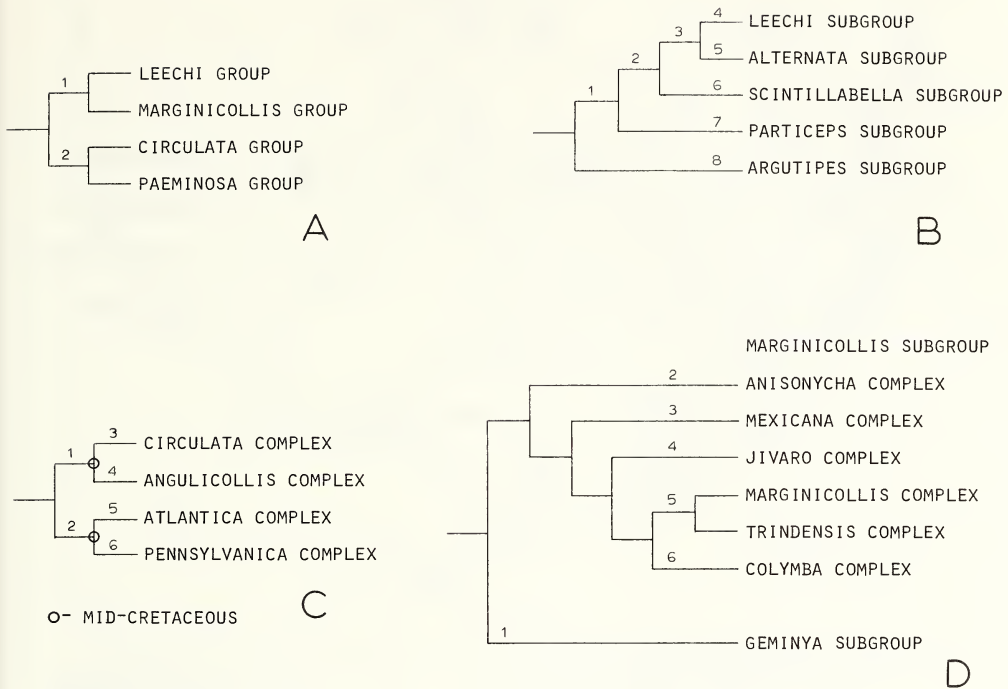 1
LEECHI GROUP
MARGINICOLLIS GROUP
2
CIRCULATA GROUP
PAEMINOSA GROUP
A
4
LEECHI SUBGROUP
3
5
ALTERNATA SUBGROUP
2
6
SCINTILLABELLA SUBGROUP
1
7
PARTICEPS SUBGROUP
8
ARGUTIPES SUBGROUP
B
3
CIRCULATA COMPLEX
1
4
ANGULICOLLIS COMPLEX
5
ATLANTICA COMPLEX
2
6
PENNSYLVANICA COMPLEX
C
o- MID-CRETACEOUS
MARGINICOLLIS SUBGROUP
2
ANISONYCHA COMPLEX
3
MEXICANA COMPLEX
4
JIVARO COMPLEX
5
MARGINICOLLIS COMPLEX
TRINDENSIS COMPLEX
6
COLYMBA COMPLEX
1
GEMINYA SUBGROUP
D